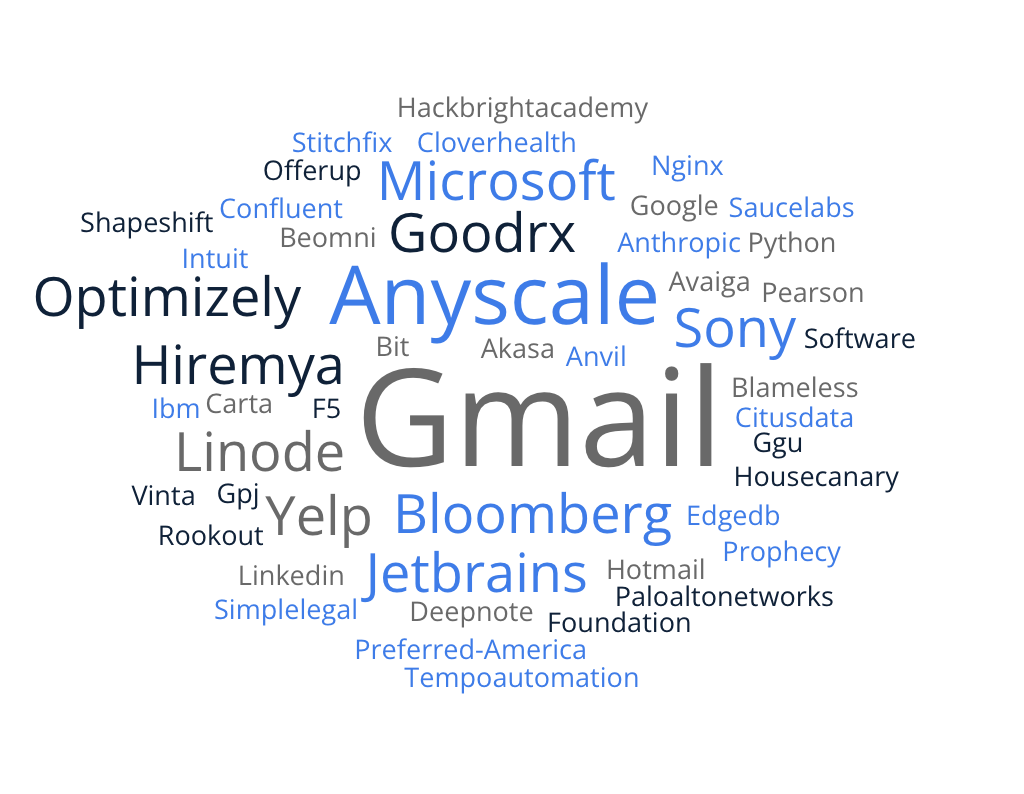 Hackbrightacademy
Stitchfix Cloverhealth
Offerup Microsoft Nginx
Shapeshift Confluent Google Saucelabs
Beomni Goodrx Anthropic Python
Intuit
Optimizely Anyscale Avaiga Pearson
Sony Software
Hiremya Bit Akasa Anvil
Ibm Carta F5 Gmail Blameless
Citusdata
Linode Ggu
Housecanary
Vinta Gpj Yelp Bloomberg Edgedb
Rookout Prophecy
Linkedin Jetbrains Hotmail
Simplelegal Deepnote Paloaltonetworks
Foundation
Preferred-America
Tempoautomation